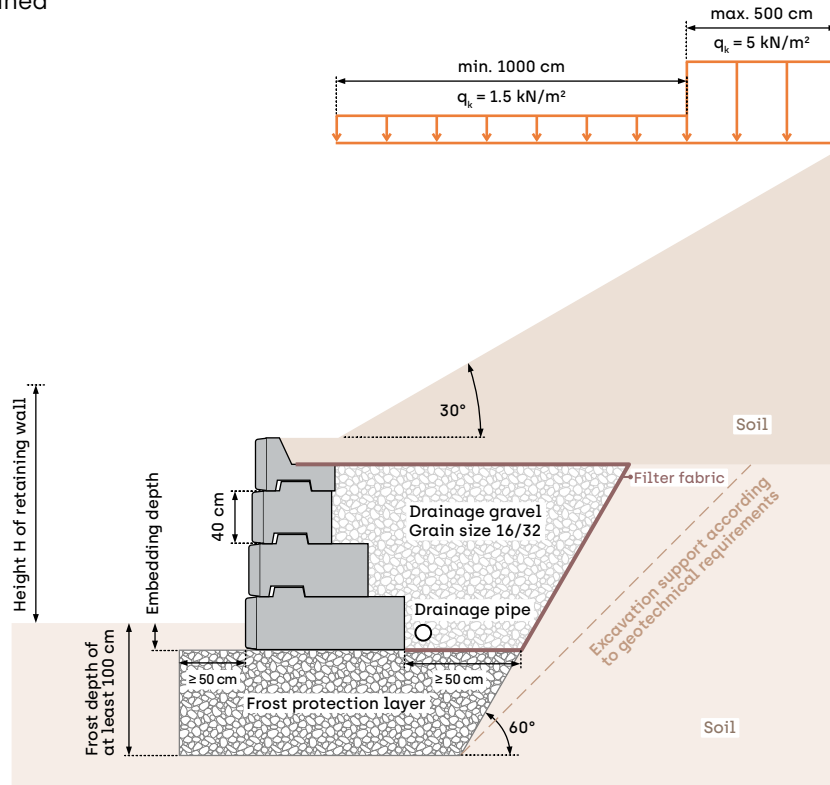 max. 500 cm
qk = 5 kN/m²
min. 1000 cm
qk = 1.5 kN/m²
30°
Soil
Height H of retaining wall
Embedding depth
40 cm
Filter fabric
Drainage gravel
Grain size 16/32
Excavation support according
to geotechnical requirements
Drainage pipe
Frost depth of
at least 100 cm
≥ 50 cm
≥ 50 cm
Frost protection layer
60°
Soil